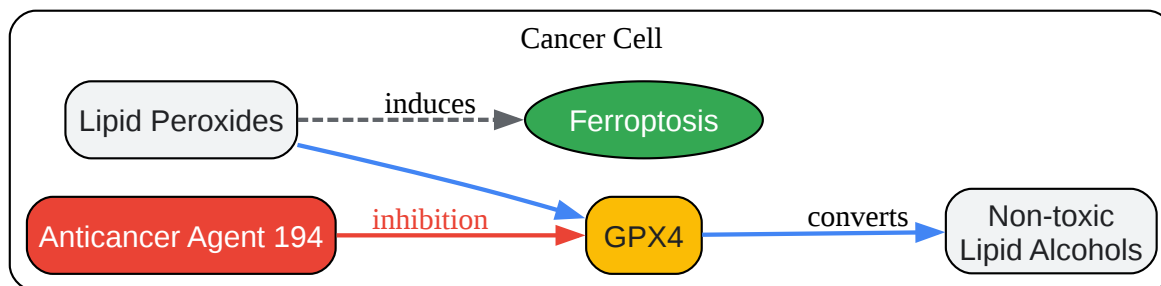 Cancer Cell
Lipid Peroxides
induces
Ferroptosis
Anticancer Agent 194
inhibition
GPX4
converts
Non-toxic
Lipid Alcohols